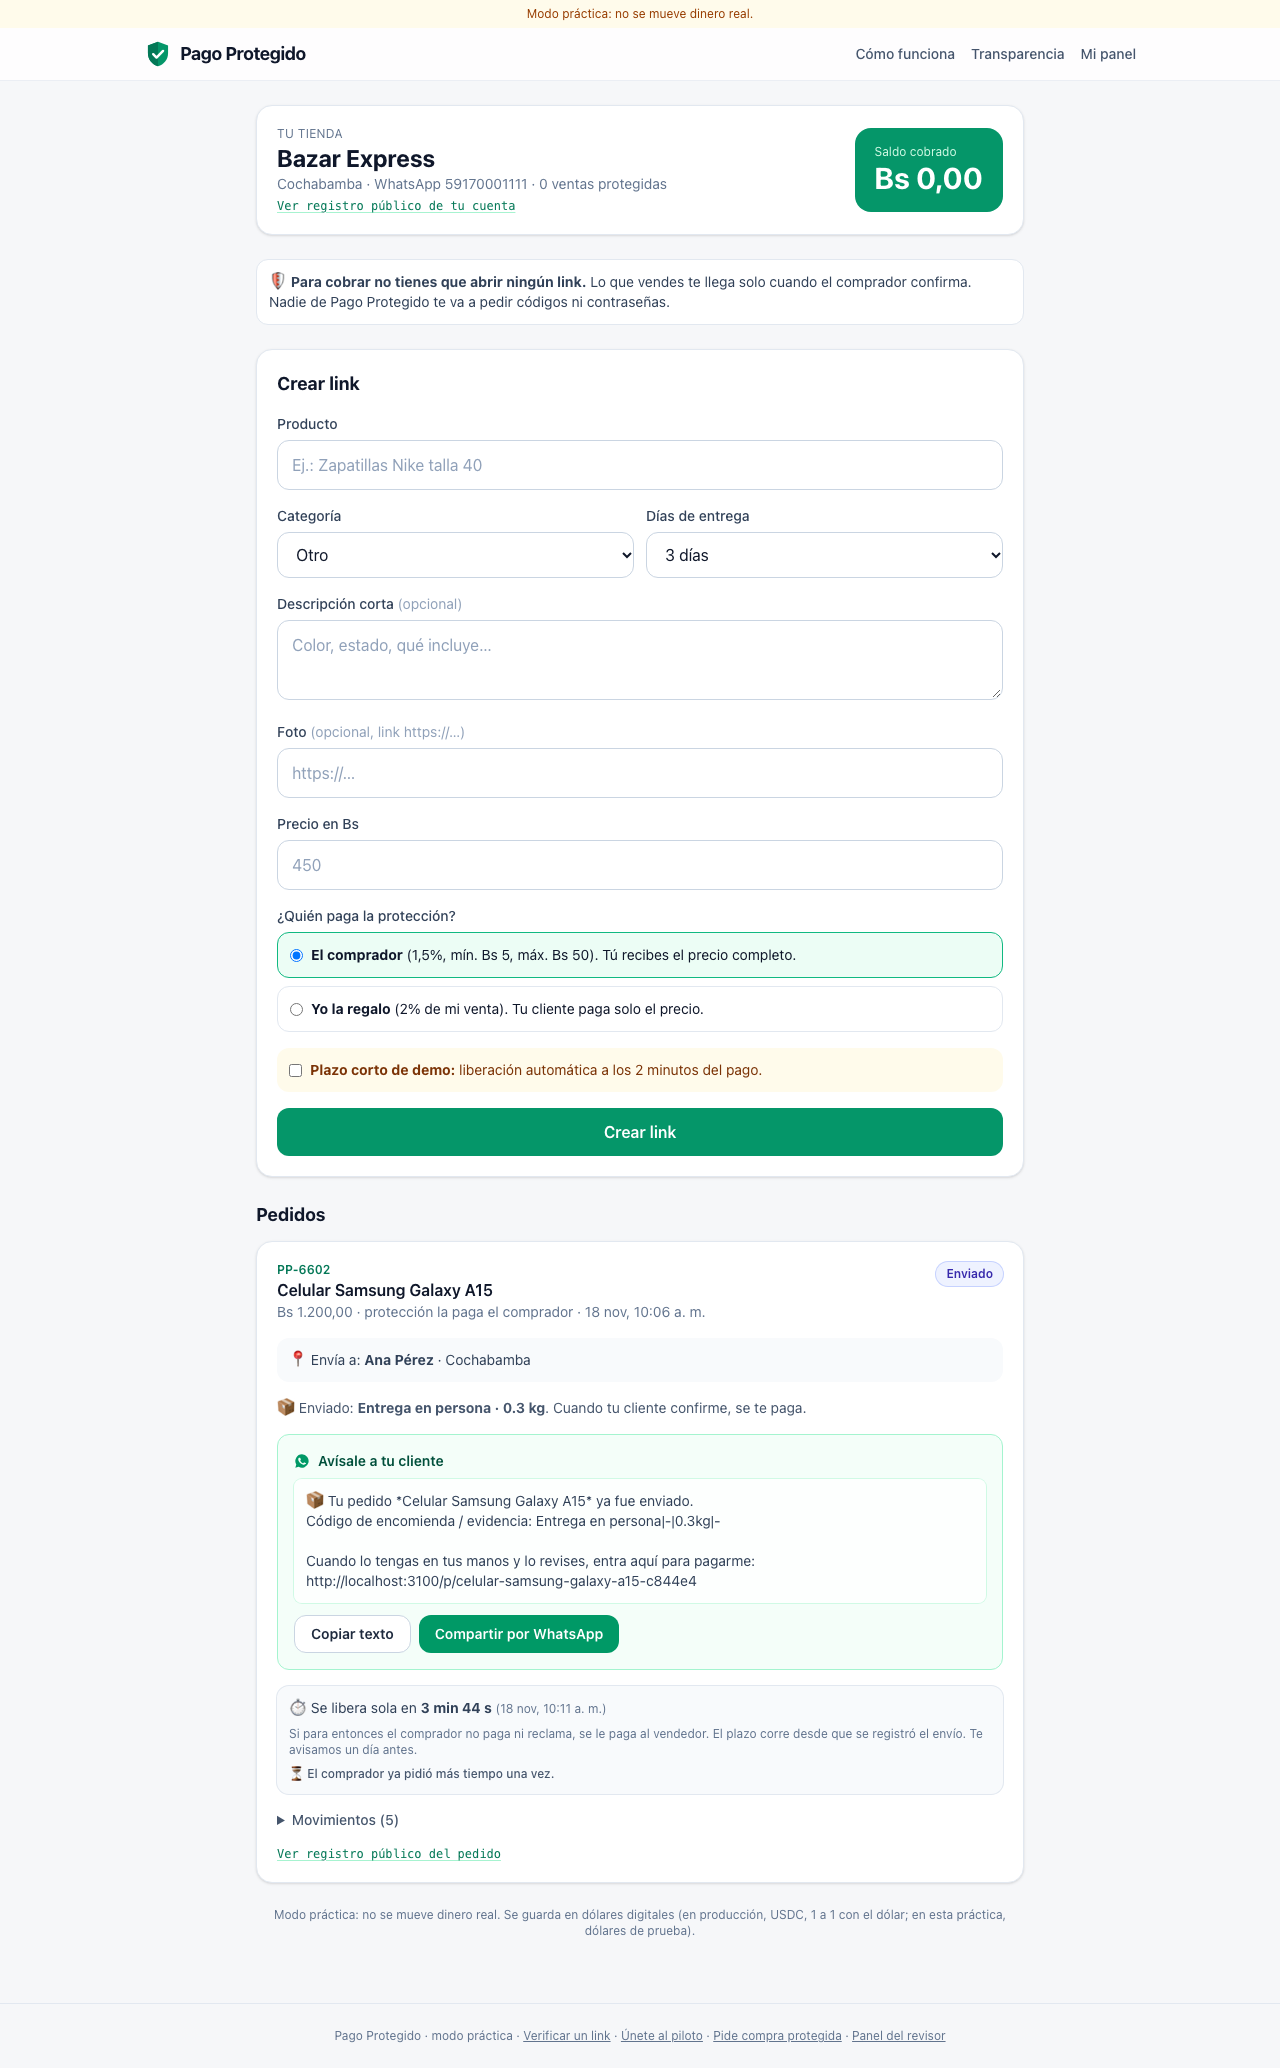 Modo práctica: no se mueve dinero real.
Pago Protegido
Cómo funciona
Transparencia
Mi panel
TU TIENDA
Bazar Express
Cochabamba · WhatsApp 59170001111 · 0 ventas protegidas
Ver registro público de tu cuenta
Saldo cobrado
Bs 0,00
Para cobrar no tienes que abrir ningún link. Lo que vendes te llega solo cuando el comprador confirma.
Nadie de Pago Protegido te va a pedir códigos ni contraseñas.
Crear link
Producto
Ej.: Zapatillas Nike talla 40
Categoría
Días de entrega
Otro
3 días
Descripción corta (opcional)
Color, estado, qué incluye...
Foto (opcional, link https://...)
https://...
Precio en Bs
450
¿Quién paga la protección?
El comprador (1,5%, mín. Bs 5, máx. Bs 50). Tú recibes el precio completo.
Yo la regalo (2% de mi venta). Tu cliente paga solo el precio.
Plazo corto de demo: liberación automática a los 2 minutos del pago.
Crear link
Pedidos
PP-6602
Enviado
Celular Samsung Galaxy A15
Bs 1.200,00 · protección la paga el comprador · 18 nov, 10:06 a. m.
📍 Envía a: Ana Pérez · Cochabamba
📦 Enviado: Entrega en persona · 0.3 kg. Cuando tu cliente confirme, se te paga.
Avísale a tu cliente
📦 Tu pedido *Celular Samsung Galaxy A15* ya fue enviado.
Código de encomienda / evidencia: Entrega en persona|-|0.3kg|-
Cuando lo tengas en tus manos y lo revises, entra aquí para pagarme:
http://localhost:3100/p/celular-samsung-galaxy-a15-c844e4
Copiar texto
Compartir por WhatsApp
⏱️ Se libera sola en 3 min 44 s (18 nov, 10:11 a. m.)
Si para entonces el comprador no paga ni reclama, se le paga al vendedor. El plazo corre desde que se registró el envío. Te
avisamos un día antes.
⏳ El comprador ya pidió más tiempo una vez.
Movimientos (5)
Ver registro público del pedido
Modo práctica: no se mueve dinero real. Se guarda en dólares digitales (en producción, USDC, 1 a 1 con el dólar; en esta práctica,
dólares de prueba).
Pago Protegido · modo práctica · Verificar un link · Únete al piloto · Pide compra protegida · Panel del revisor